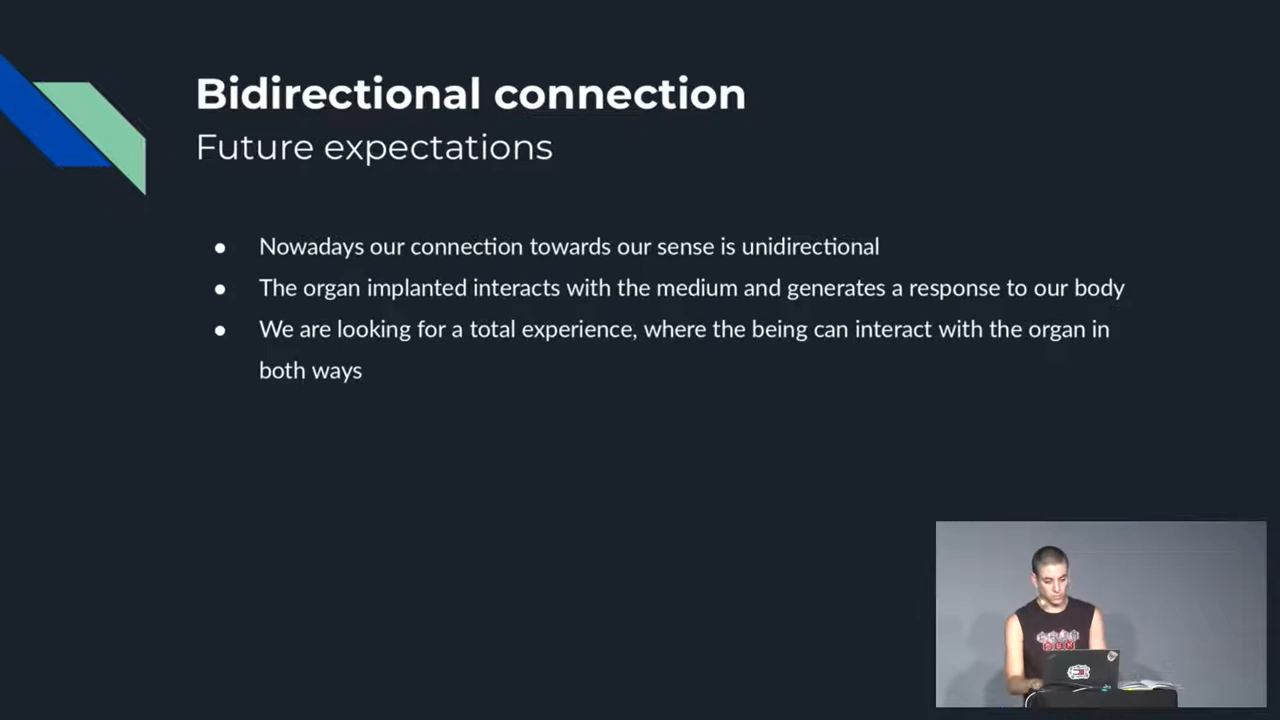 Bidirectional connection
Future expectations
● Nowadays our connection towards our sense is unidirectional
● The organ implanted interacts with the medium and generates a response to our body
● We are looking for a total experience, where the being can interact with the organ in
both ways